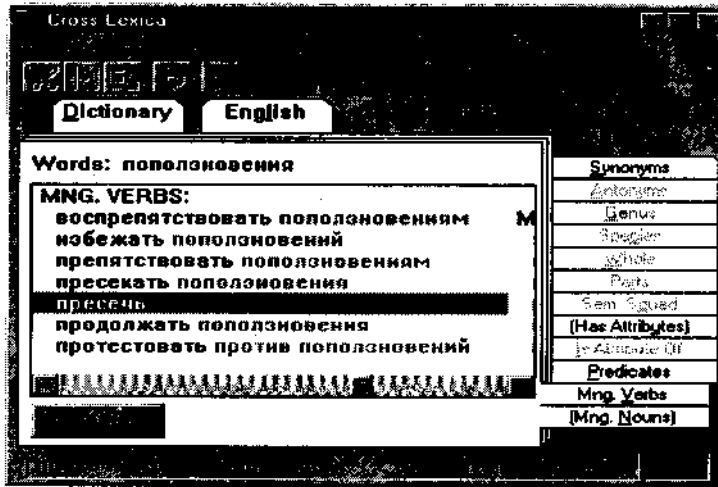 Cross Lexica
Dictionary English
Words: поползновения
MNG. VERBS:
воспрепятствовать поползновениям М
избежать поползновений
препятствовать поползновениям
пресекать поползновения
пресечь
продолжать поползновения
протестовать против поползновений
Synonyms
Antonyms
Genus
Species
Whole
Parts
Sem. Squad
(Has Attributes)
Is Attribute Of
Predicates
Mng. Verbs
(Mng. Nouns)